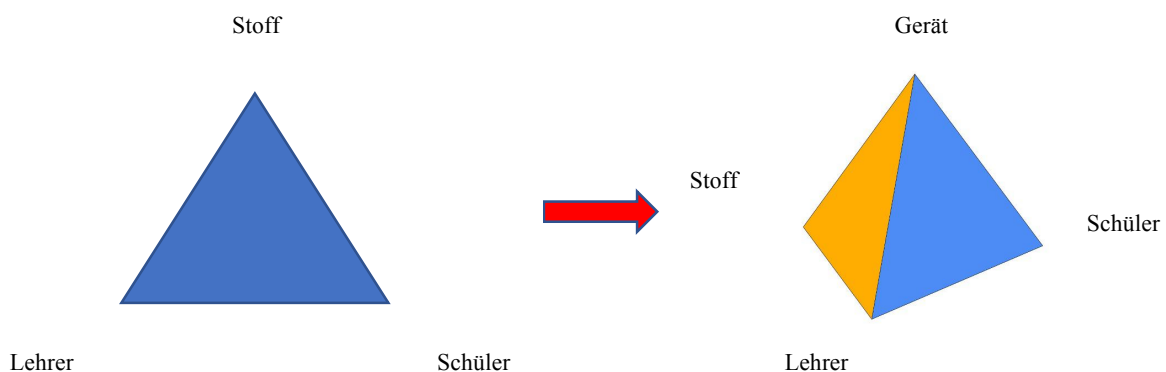 Stoff
Lehrer
Schüler
Gerät
Stoff
Schüler
Lehrer